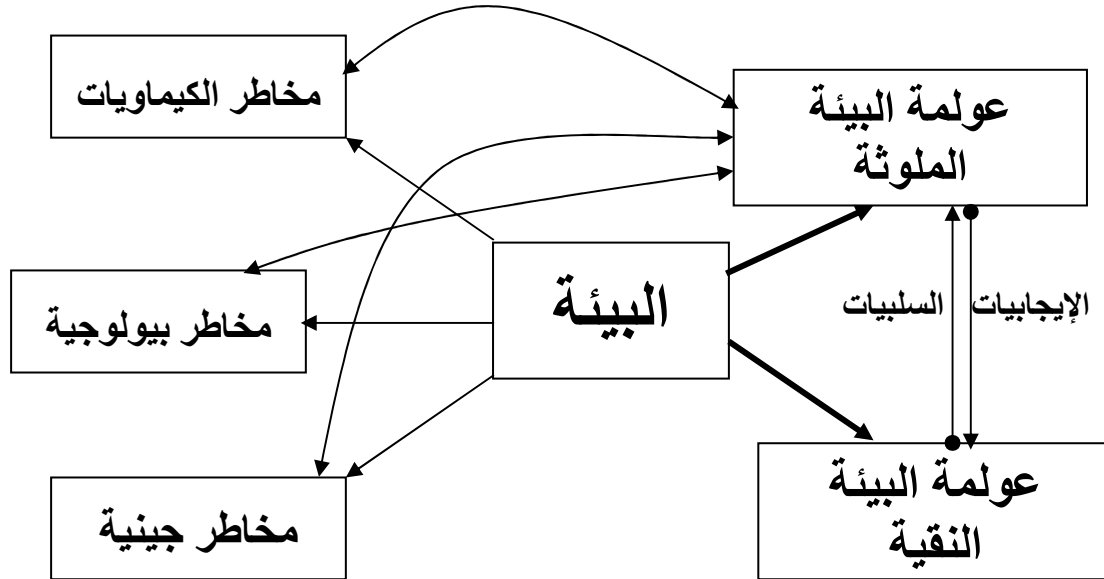 مخاطر الكيماويات
عولمة البيئة
الملوثة
البيئة
مخاطر بيولوجية
السلبيات
الإيجابيات
مخاطر جينية
عولمة البيئة
النقية